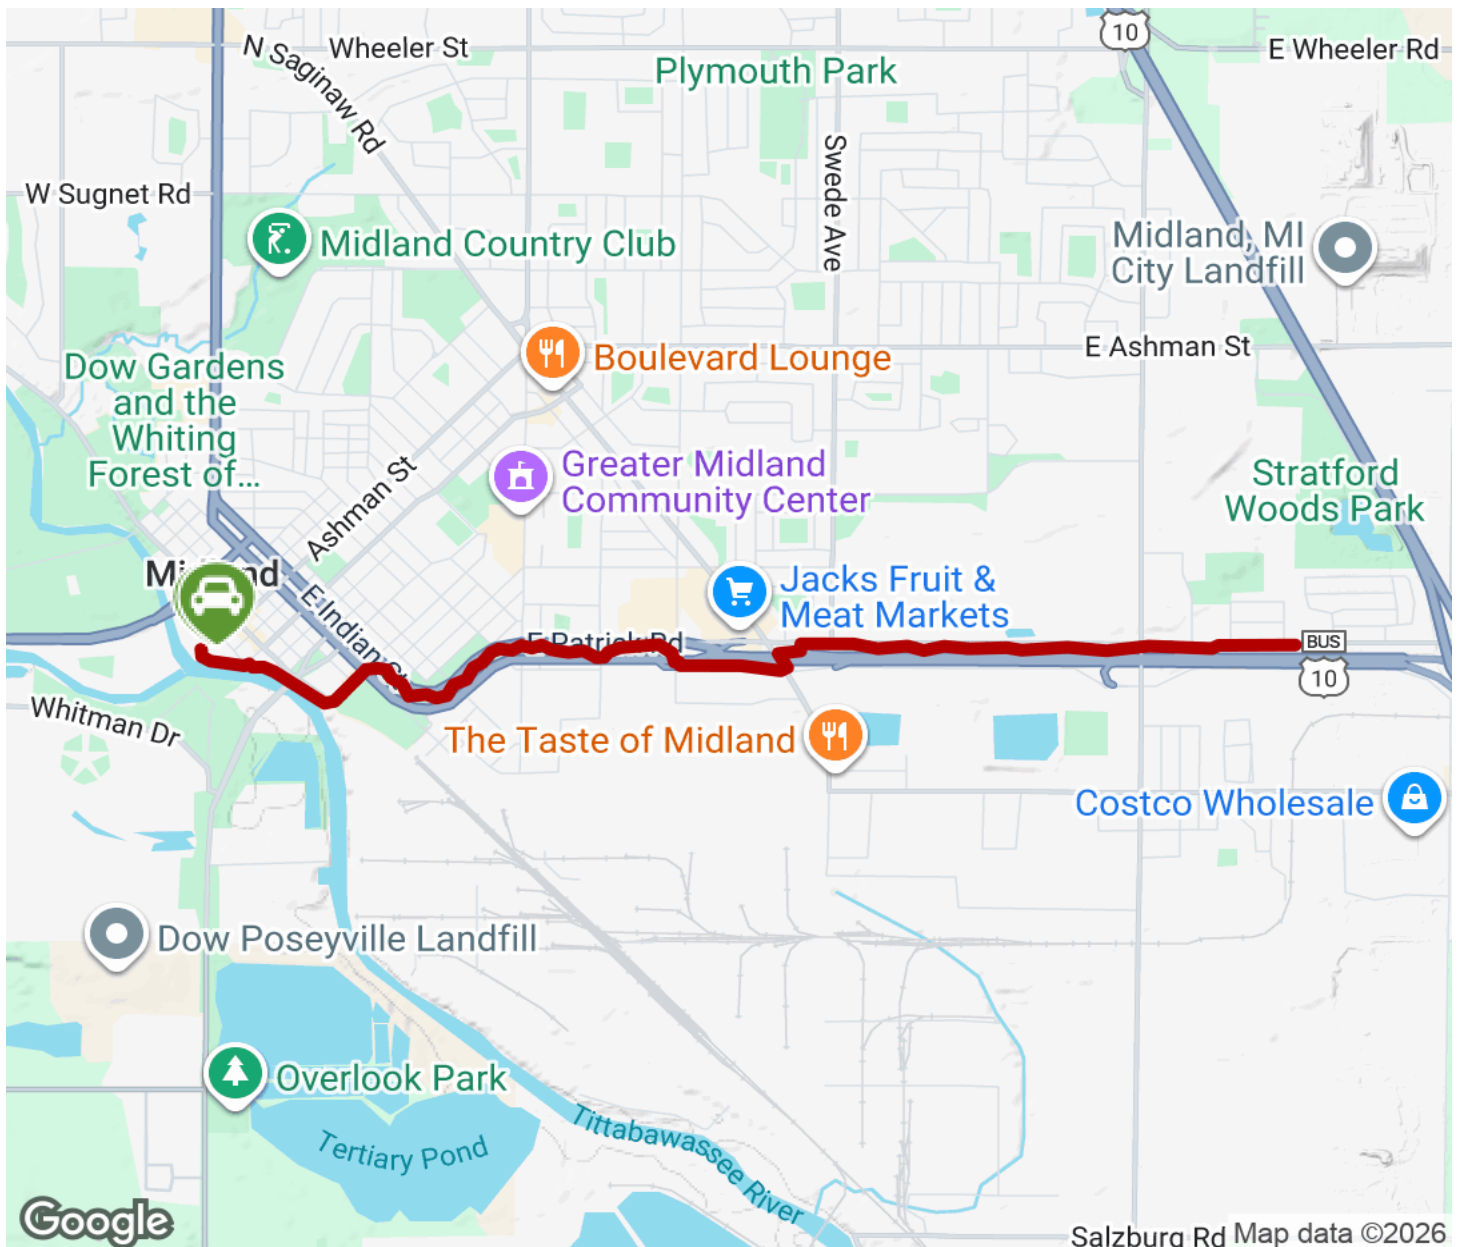 10
N Saginaw Rd
Wheeler St
E Wheeler Rd
Plymouth Park
Swede Ave
W Sugnet Rd
Midland Country Club
Midland, MI
City Landfill
E Ashman St
Boulevard Lounge
Dow Gardens
and the
Whiting
Forest of...
Greater Midland
Community Center
Ashman St
Stratford
Woods Park
Midland
E Indian St
Jacks Fruit &
Meat Markets
E Patrick Rd
BUS
10
Whitman Dr
The Taste of Midland
Costco Wholesale
Dow Poseyville Landfill
Overlook Park
Tertiary Pond
Tittabawassee River
Google
Salzburg Rd
Map data ©2026